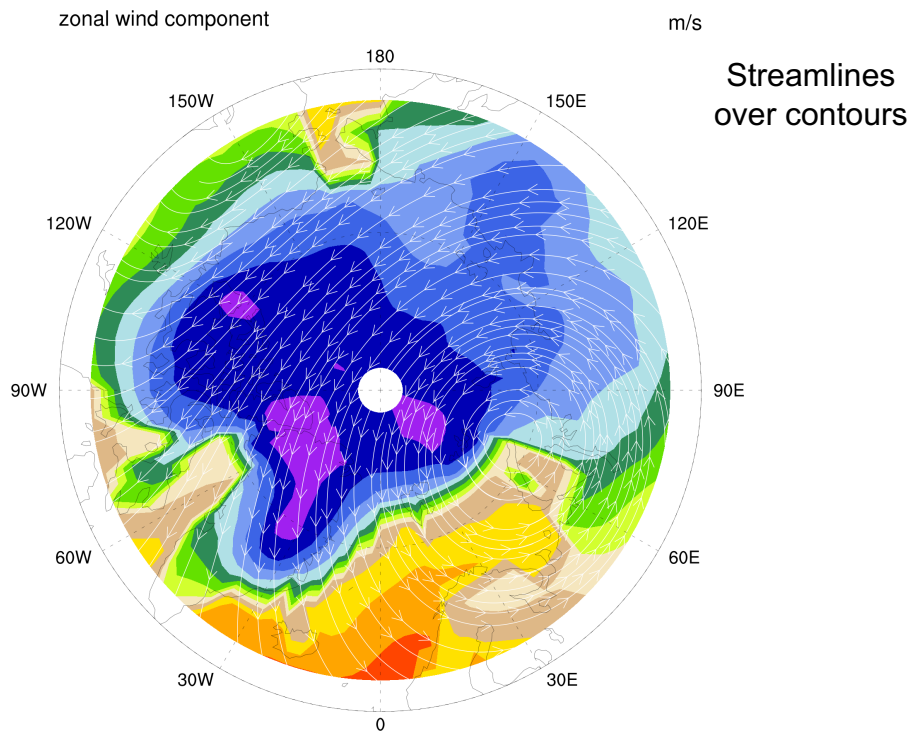 zonal wind component
m/s
Streamlines
over contours
180
150W
150E
120W
120E
90W
90E
60W
60E
30W
30E
0